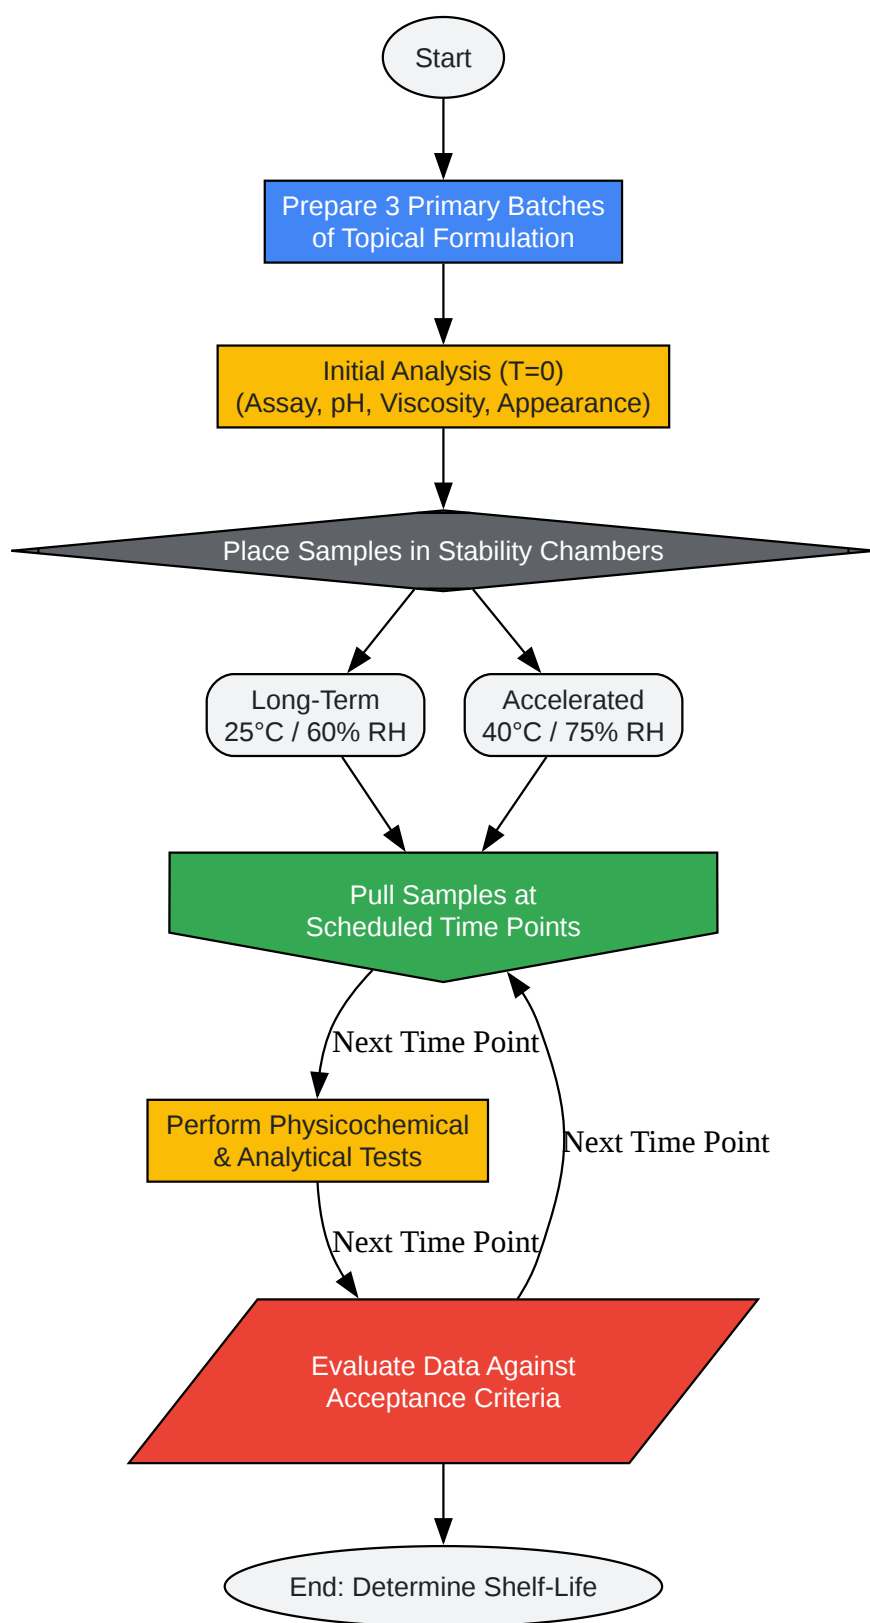 Start
Prepare 3 Primary Batches
of Topical Formulation
Initial Analysis (T=0)
(Assay, pH, Viscosity, Appearance)
Place Samples in Stability Chambers
Long-Term
25°C / 60% RH
Accelerated
40°C / 75% RH
Pull Samples at
Scheduled Time Points
Next Time Point
Perform Physicochemical
& Analytical Tests
Next Time Point
Next Time Point
Evaluate Data Against
Acceptance Criteria
End: Determine Shelf-Life